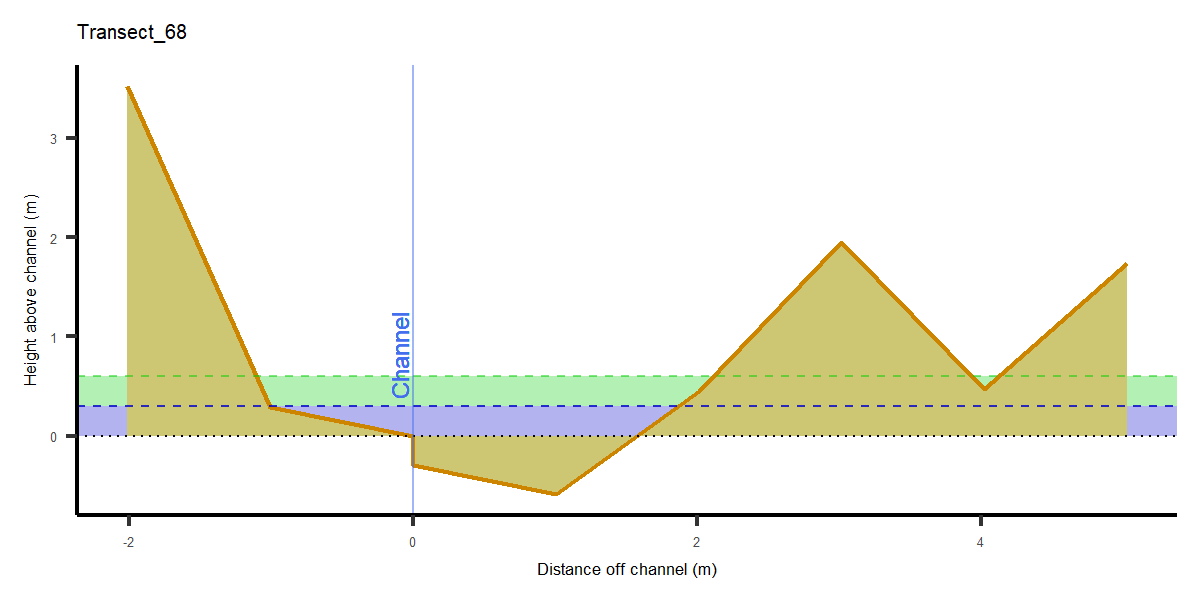 Transect_68
Height above channel (m)
3
2
1
0
Channel
-2
0
2
4
Distance off channel (m)